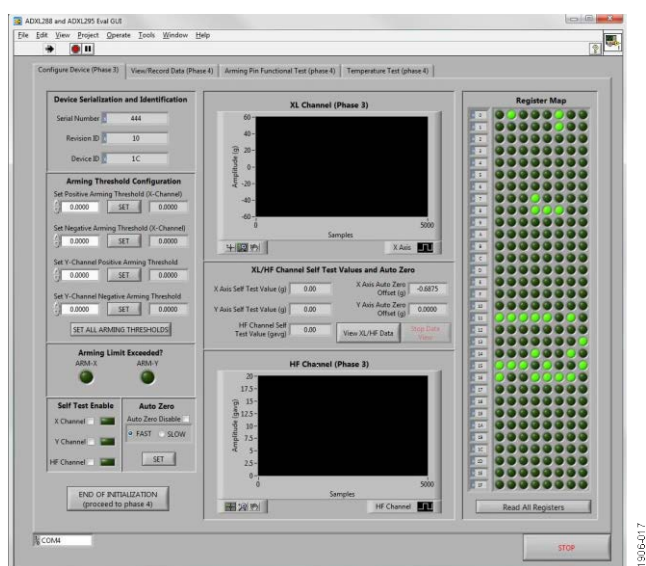 ADXL288 and ADXL295 Eval GUI
File Edit View Project Operate Tools Window Help
Configure Device (Phase 3) View/Record Data (Phase 4) Arming Pin Functional Test (phase 4) Temperature Test (phase 4)
Device Serialization and Identification
Serial Number 444
Revision ID 10
Device ID 1C
Arming Threshold Configuration
Set Positive Arming Threshold (X-Channel)
0.0000 SET 0.0000
Set Negative Arming Threshold (X-Channel)
0.0000 SET 0.0000
Set Y-Channel Positive Arming Threshold
0.0000 SET 0.0000
Set Y-Channel Negative Arming Threshold
0.0000 SET 0.0000
SET ALL ARMING THRESHOLDS
Arming Limit Exceeded?
ARM-X ARM-Y
Self Test Enable
X Channel
Y Channel
HF Channel
Auto Zero
Auto Zero Disable
FAST SLOW
SET
END OF INITIALIZATION
(proceed to phase 4)
XL Channel (Phase 3)
Amplitude (g)
60
40
20
0
-20
-40
-60
0 5000
Samples
X Axis
XL/HF Channel Self Test Values and Auto Zero
X Axis Self Test Value (g) 0.00
X Axis Auto Zero Offset (g) -0.6875
Y Axis Self Test Value (g) 0.00
Y Axis Auto Zero Offset (g) 0.0000
HF Channel Self Test Value (gavg) 0.00
View XL/HF Data
Stop Data View
HF Channel (Phase 3)
Amplitude (gavg)
20
17.5
15
12.5
10
7.5
5
2.5
0
0 5000
Samples
HF Channel
Register Map
Read All Registers
COM4
STOP
1906-017